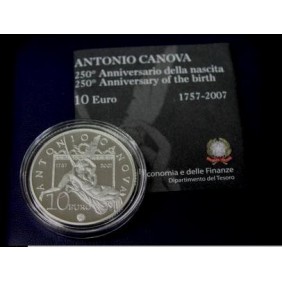 ANTONIO CANOVA
250° Anniversario della nascita
250° Anniversary of the birth
10 Euro 1757-2007
Economia e delle Finanze
Dipartimento del Tesoro
ANTONIO CANOVA
10 EURO